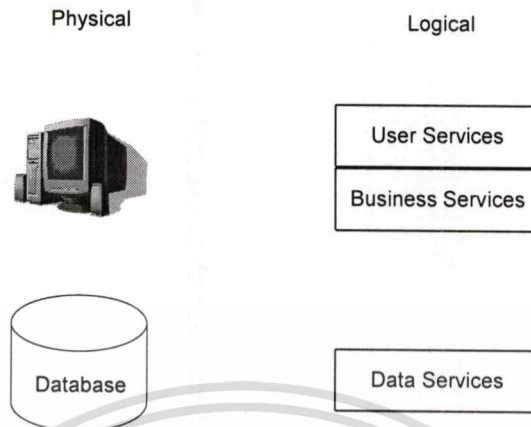 Physical
Logical
User Services
Business Services
Database
Data Services